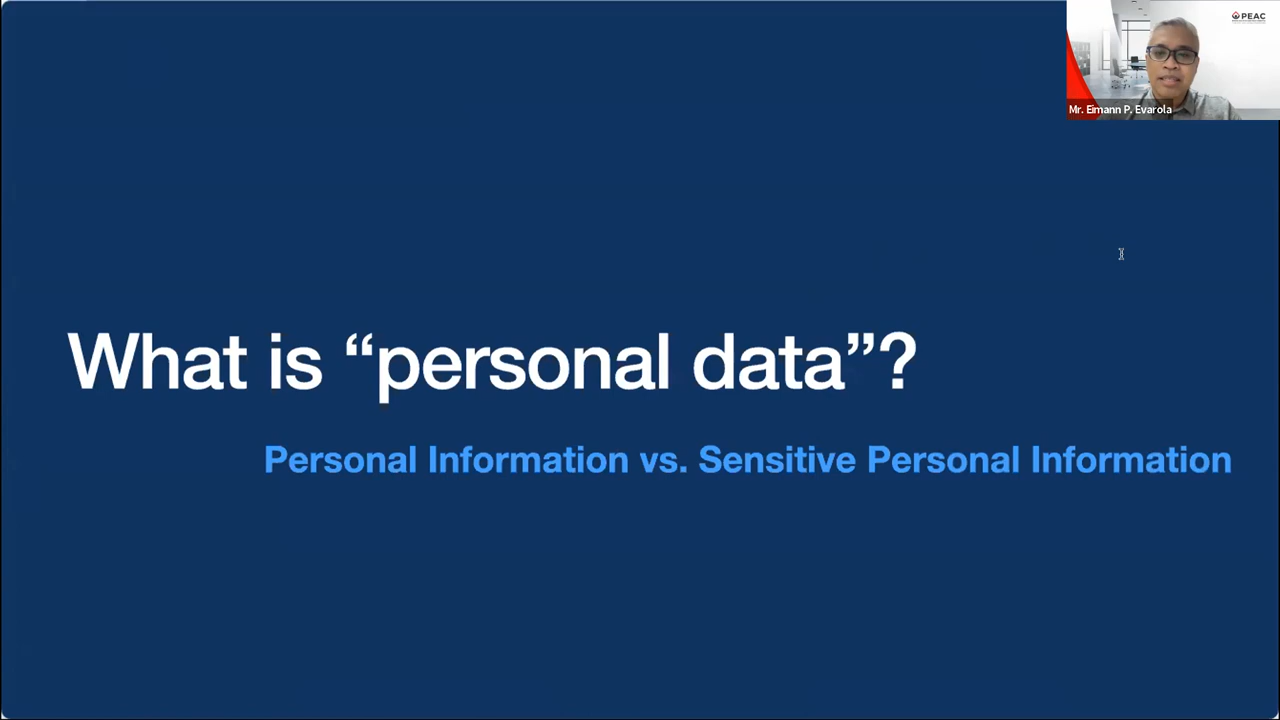 PEAC
Mr. Eimann P. Evarola
What is “personal data”?
Personal Information vs. Sensitive Personal Information